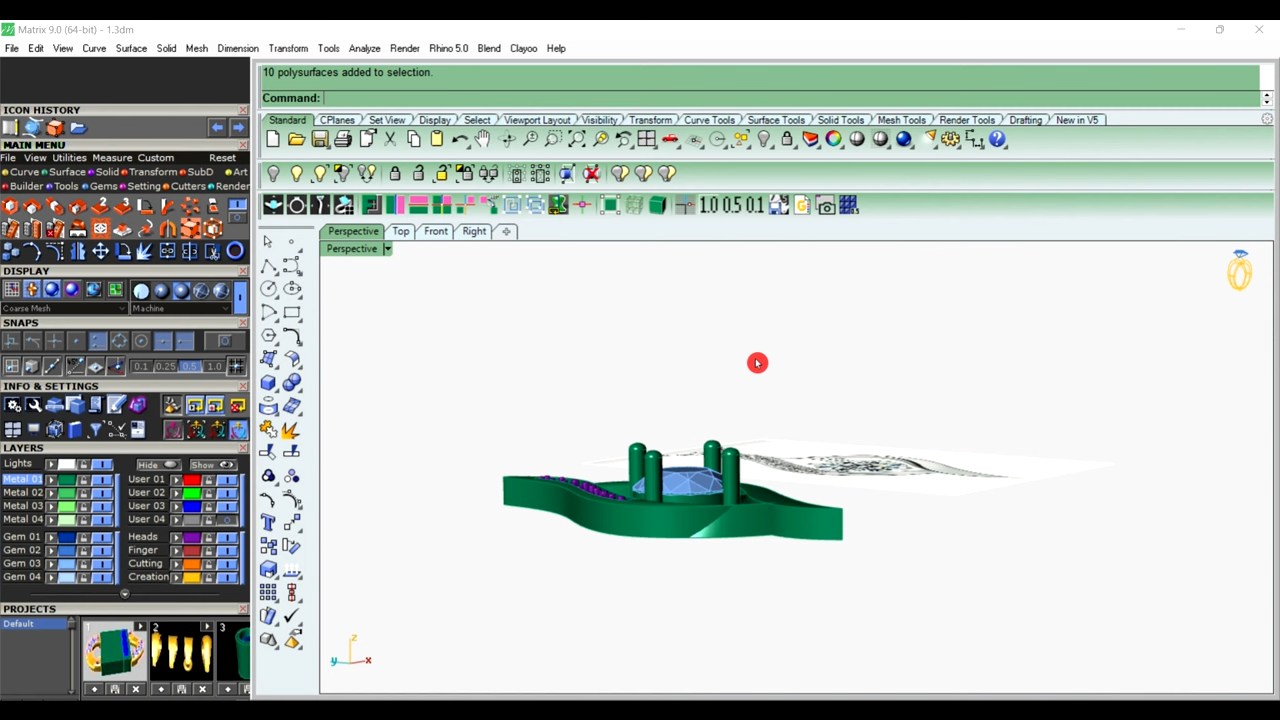 Matrix 9.0 (64-bit) - 1.3dm
File Edit View Curve Surface Solid Mesh Dimension Transform Tools Analyze Render Rhino 5.0 Blend Clayoo Help
10 polysurfaces added to selection.
Command:
ICON HISTORY
Standard CPlanes Set View Display Select Viewport Layout Visibility Transform Curve Tools Surface Tools Solid Tools Mesh Tools Render Tools Drafting New in V5
MAIN MENU
File View Utilities Measure Custom Reset
Curve Surface Solid Transform SubD Art
Builder Tools Gems Setting Cutters Render
1.0 0.5 0.1
Perspective Top Front Right
Perspective
DISPLAY
Coarse Mesh Machine
SNAPS
0.1 0.25 0.5 1.0
INFO & SETTINGS
LAYERS
Lights Hide Show
Metal 01 User 01
Metal 02 User 02
Metal 03 User 03
Metal 04 User 04
Gem 01 Heads
Gem 02 Finger
Gem 03 Cutting
Gem 04 Creation
PROJECTS
Default
1 2 3
z
y x